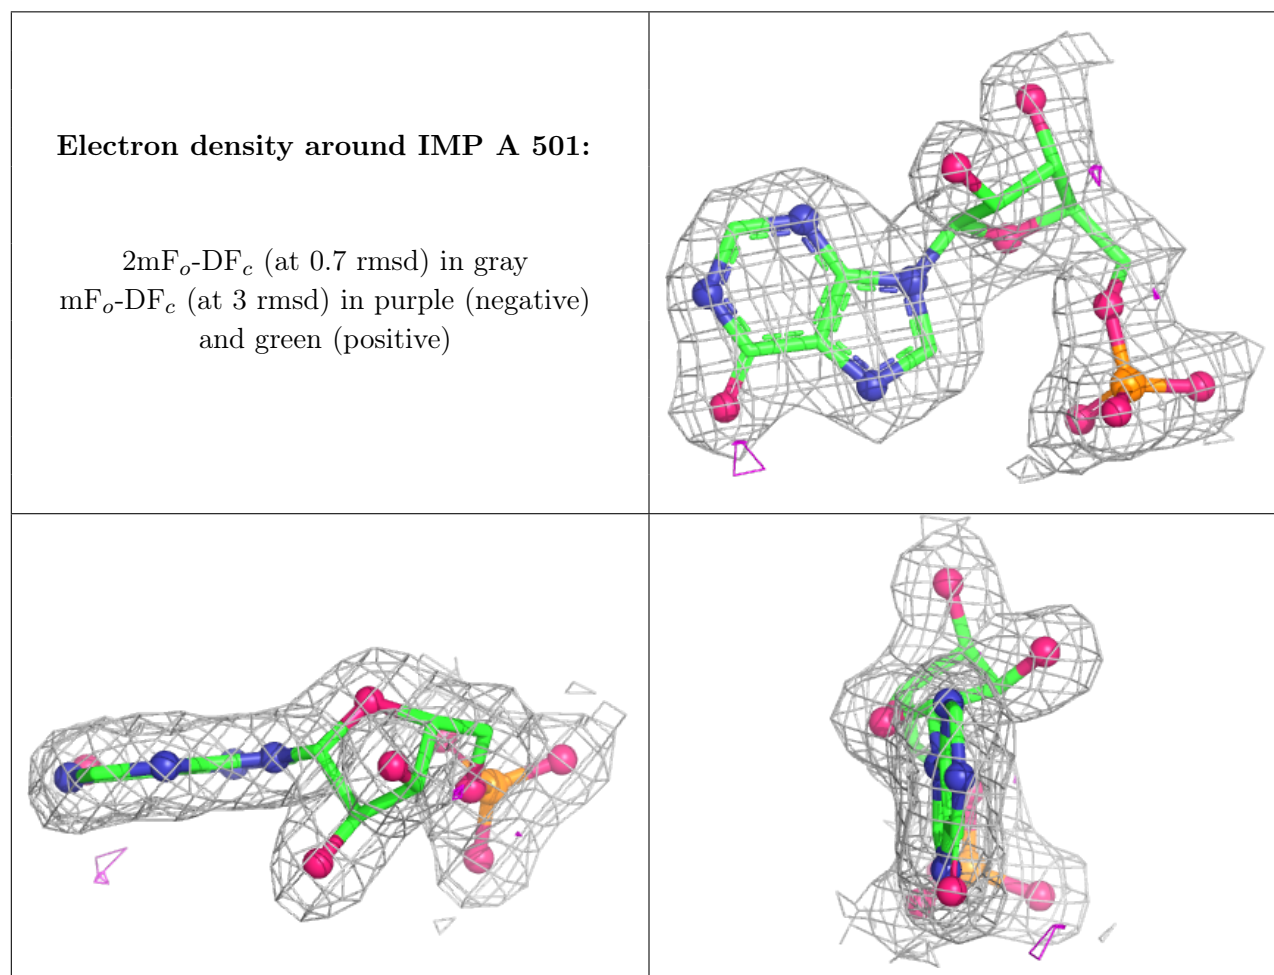 Electron density around IMP A 501:
2mFₒ-DF𝒸 (at 0.7 rmsd) in gray
mFₒ-DF𝒸 (at 3 rmsd) in purple (negative)
and green (positive)